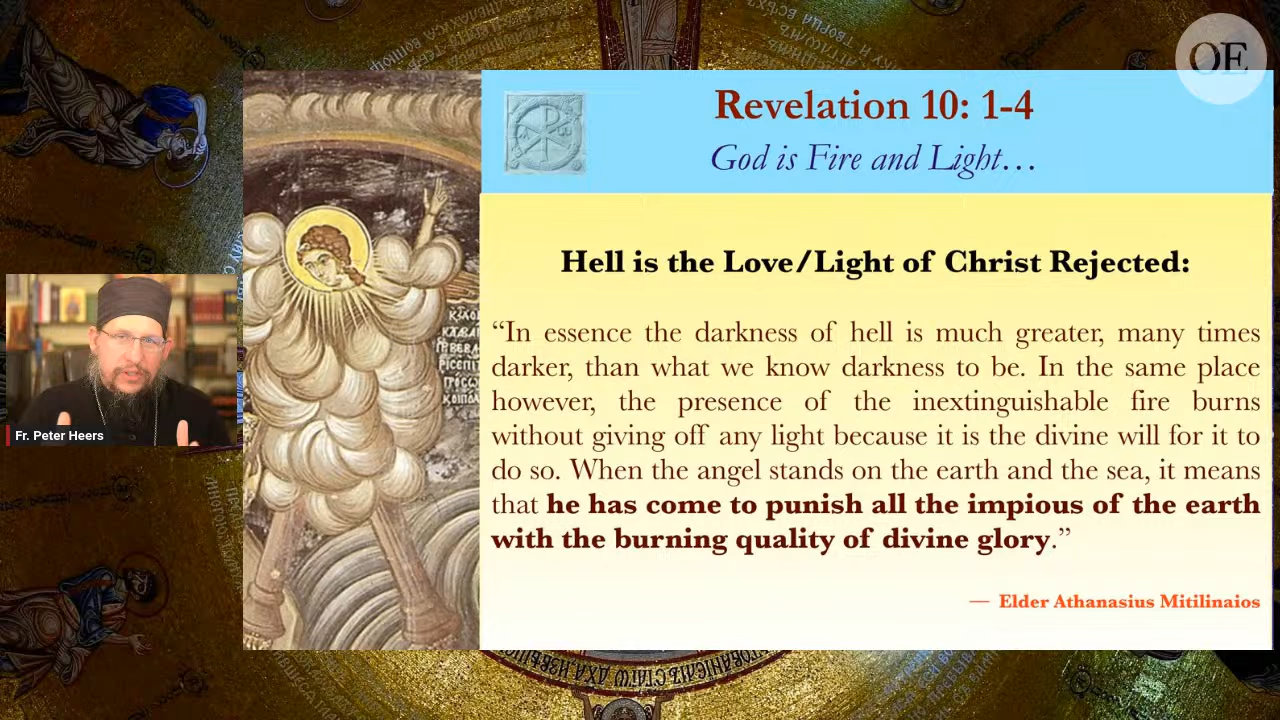 OE
Revelation 10: 1-4
God is Fire and Light…
Hell is the Love/Light of Christ Rejected:
“In essence the darkness of hell is much greater, many times
darker, than what we know darkness to be. In the same place
however, the presence of the inextinguishable fire burns
without giving off any light because it is the divine will for it to
do so. When the angel stands on the earth and the sea, it means
that he has come to punish all the impious of the earth
with the burning quality of divine glory.”
— Elder Athanasius Mitilinaios
Fr. Peter Heers